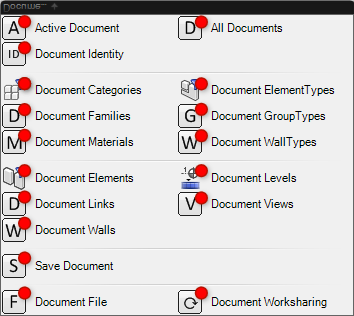 A Active Document D All Documents
ID Document Identity
Document Categories Document ElementTypes
D Document Families G Document GroupTypes
M Document Materials W Document WallTypes
Document Elements Document Levels
D Document Links V Document Views
W Document Walls
S Save Document
F Document File Document Worksharing